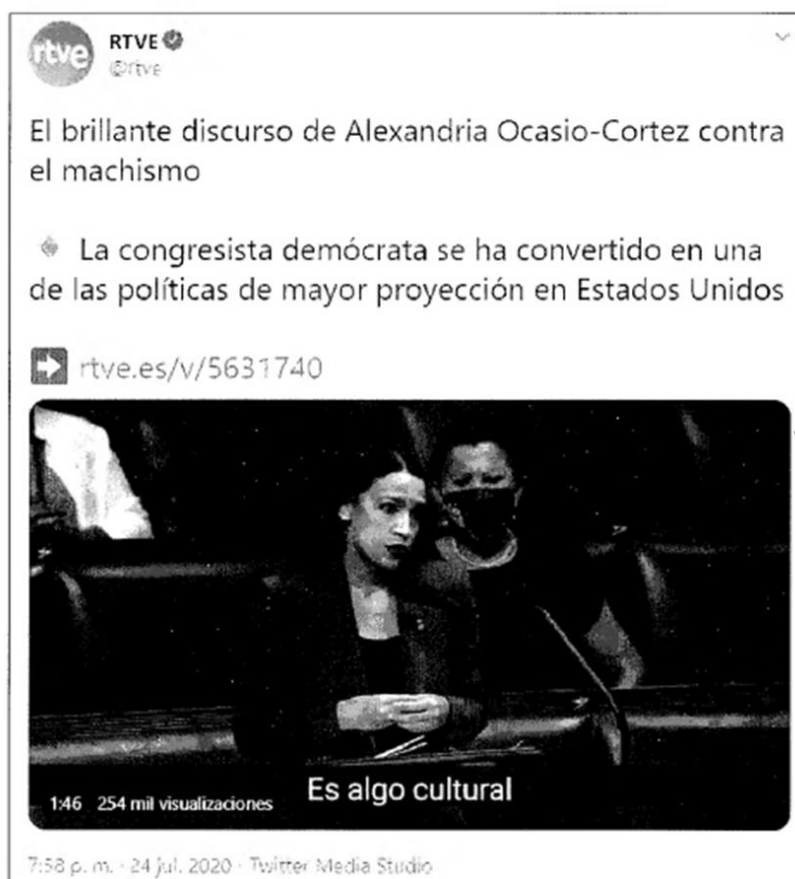 rtve
RTVE
@rtve
El brillante discurso de Alexandria Ocasio-Cortez contra
el machismo
La congresista demócrata se ha convertido en una
de las políticas de mayor proyección en Estados Unidos
rtve.es/v/5631740
Es algo cultural
1:46 254 mil visualizaciones
7:58 p. m. · 24 jul. 2020 · Twitter Media Studio